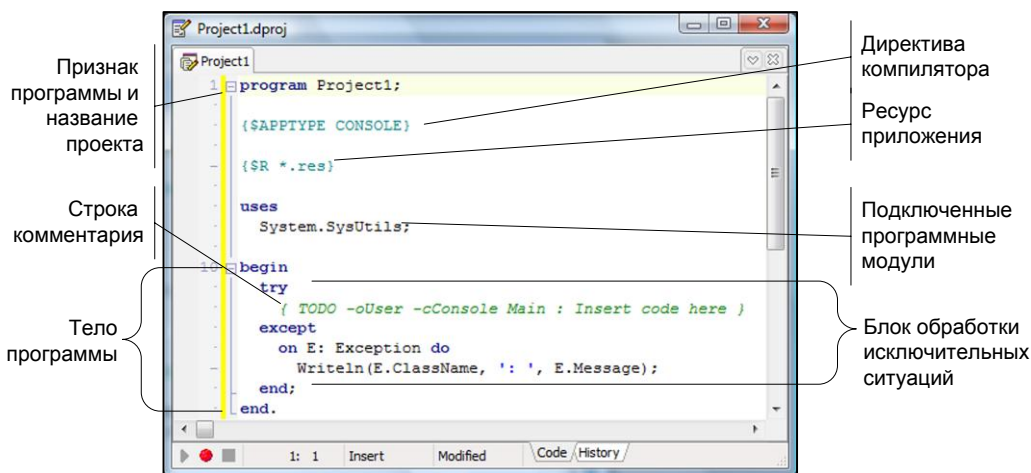 Project1.dproj
Project1
1 program Project1;
{$APPTYPE CONSOLE}
{$R *.res}
uses
System.SysUtils;
10 begin
try
{ TODO -oUser -cConsole Main : Insert code here }
except
on E: Exception do
Writeln(E.ClassName, ': ', E.Message);
end;
end.
1: 1 Insert Modified Code History
Признак
программы и
название
проекта
Строка
комментария
Тело
программы
Директива
компилятора
Ресурс
приложения
Подключенные
программные
модули
Блок обработки
исключительных
ситуаций